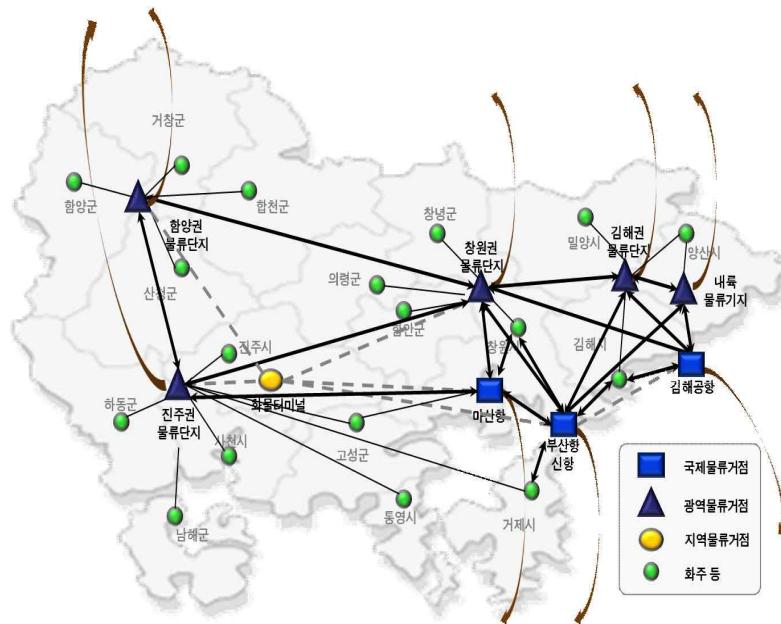 거창군
함양군
합천군
함양권
물류단지
산청군
창녕군
창원권
물류단지
의령군
함안군
창원시
밀양시
김해권
물류단지
양산시
내륙
물류기지
김해시
김해공항
진주시
화물터미널
하동군
진주권
물류단지
사천시
마산항
부산항
신항
고성군
통영시
거제시
남해군
국제물류거점
광역물류거점
지역물류거점
화주 등